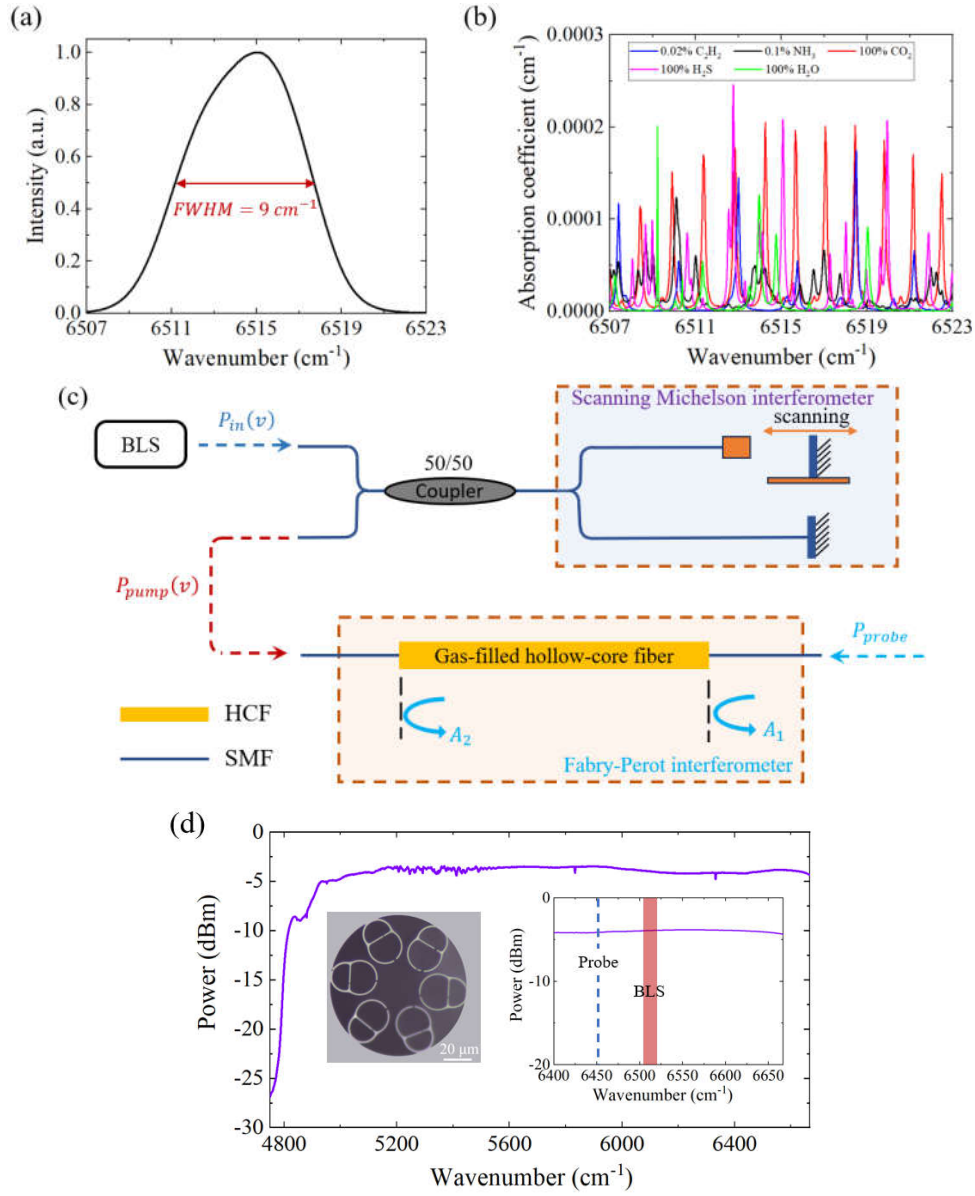 (a)
1.0
0.8
0.6
0.4
0.2
0.0
Intensity (a.u.)
FWHM = 9 cm⁻¹
6507 6511 6515 6519 6523
Wavenumber (cm⁻¹)
(b)
0.0003
0.0002
0.0001
0.0000
Absorption coefficient (cm⁻¹)
0.02% C₂H₂ 0.1% NH₃ 100% CO₂
100% H₂S 100% H₂O
6507 6511 6515 6519 6523
Wavenumber (cm⁻¹)
(c)
BLS
P_in(v)
50/50
Coupler
Scanning Michelson interferometer
scanning
P_pump(v)
Gas-filled hollow-core fiber
P_probe
A₂
A₁
Fabry-Perot interferometer
HCF
SMF
(d)
0
-5
-10
-15
-20
-25
-30
Power (dBm)
20 μm
0
-10
-20
Power (dBm)
Probe
BLS
6400 6450 6500 6550 6600 6650
Wavenumber (cm⁻¹)
4800 5200 5600 6000 6400
Wavenumber (cm⁻¹)